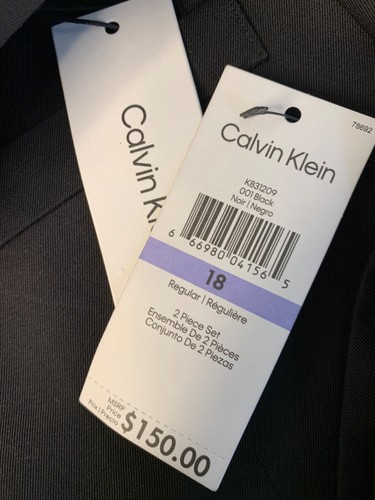 Calvin K
78692
Calvin Klein
K831209
001 Black
Noir | Negro
6 66980 04156 5
18
Regular | Régulière
2 Piece Set
Ensemble De 2 Pièces
Conjunto De 2 Piezas
MSRP
Price
Prix | Precio
$150.00